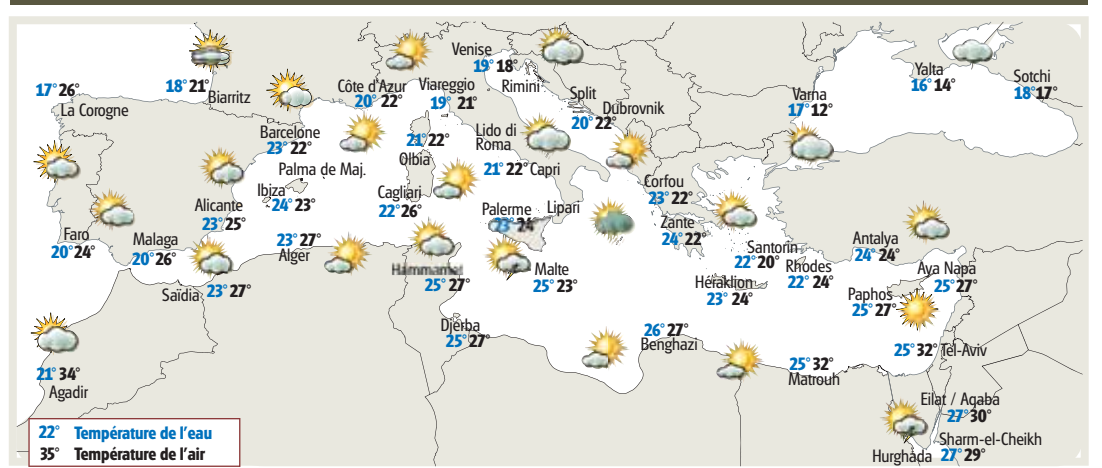 Venise
19° 18°
Rimini
17° 26°
La Corogne
18° 21°
Biarritz
Côte d'Azur
20° 22°
Viareggio
19° 21°
Split
20° 22°
Dubrovnik
Varna
17° 12°
Yalta
16° 14°
Sotchi
18° 17°
Barcelone
23° 22°
21° 22°
Olbia
Lido di
Roma
21° 22° Capri
Palma de Maj.
Ibiza
24° 23°
Alicante
23° 25°
Cagliari
22° 26°
Palerme
23° 24°
Lipari
Corfou
23° 22°
Zante
24° 22°
Faro
20° 24°
Malaga
20° 26°
23° 27°
Alger
Saïdia 23° 27°
Hammamet
25° 27°
Malte
25° 23°
Santorin
22° 20°
Rhodes
22° 24°
Héraklion
23° 24°
Antalya
24° 24°
Aya Napa
25° 27°
Paphos
25° 27°
Djerba
25° 27°
26° 27°
Benghazi
25° 32°
Matrouh
25° 32° Tel-Aviv
21° 34°
Agadir
Eilat / Aqaba
27° 30°
Sharm-el-Cheikh
Hurghada 27° 29°
22° Température de l'eau
35° Température de l'air